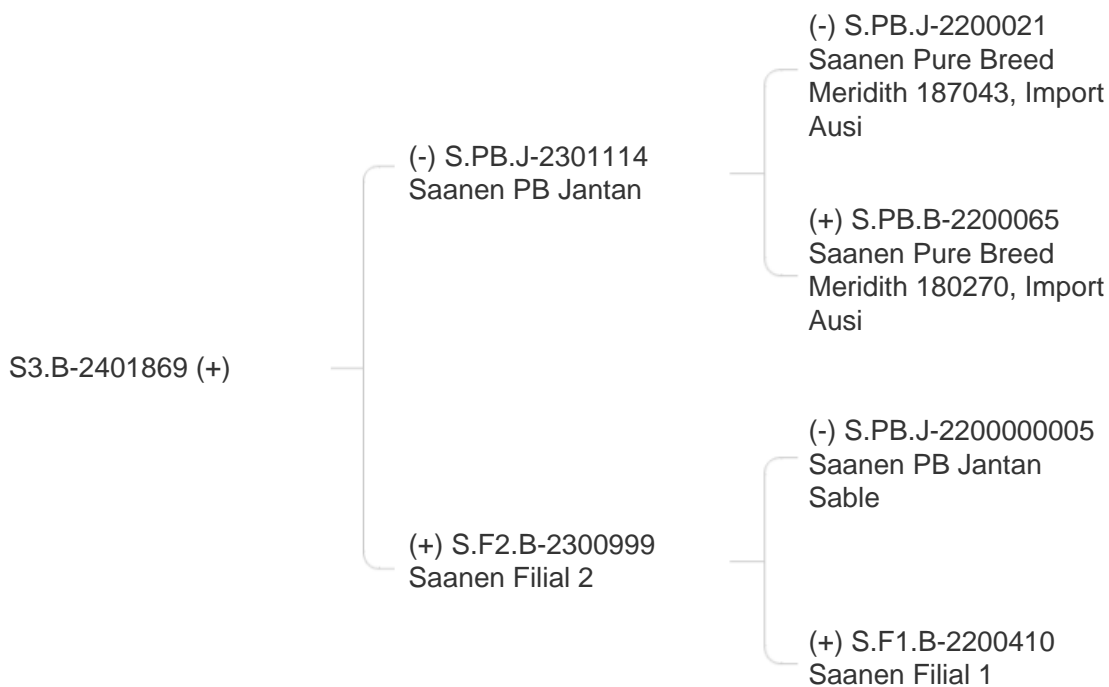 (-) S.PB.J-2200021
Saanen Pure Breed
Meridith 187043, Import
Ausi
(-) S.PB.J-2301114
Saanen PB Jantan
(+) S.PB.B-2200065
Saanen Pure Breed
Meridith 180270, Import
Ausi
S3.B-2401869 (+)
(-) S.PB.J-2200000005
Saanen PB Jantan
Sable
(+) S.F2.B-2300999
Saanen Filial 2
(+) S.F1.B-2200410
Saanen Filial 1